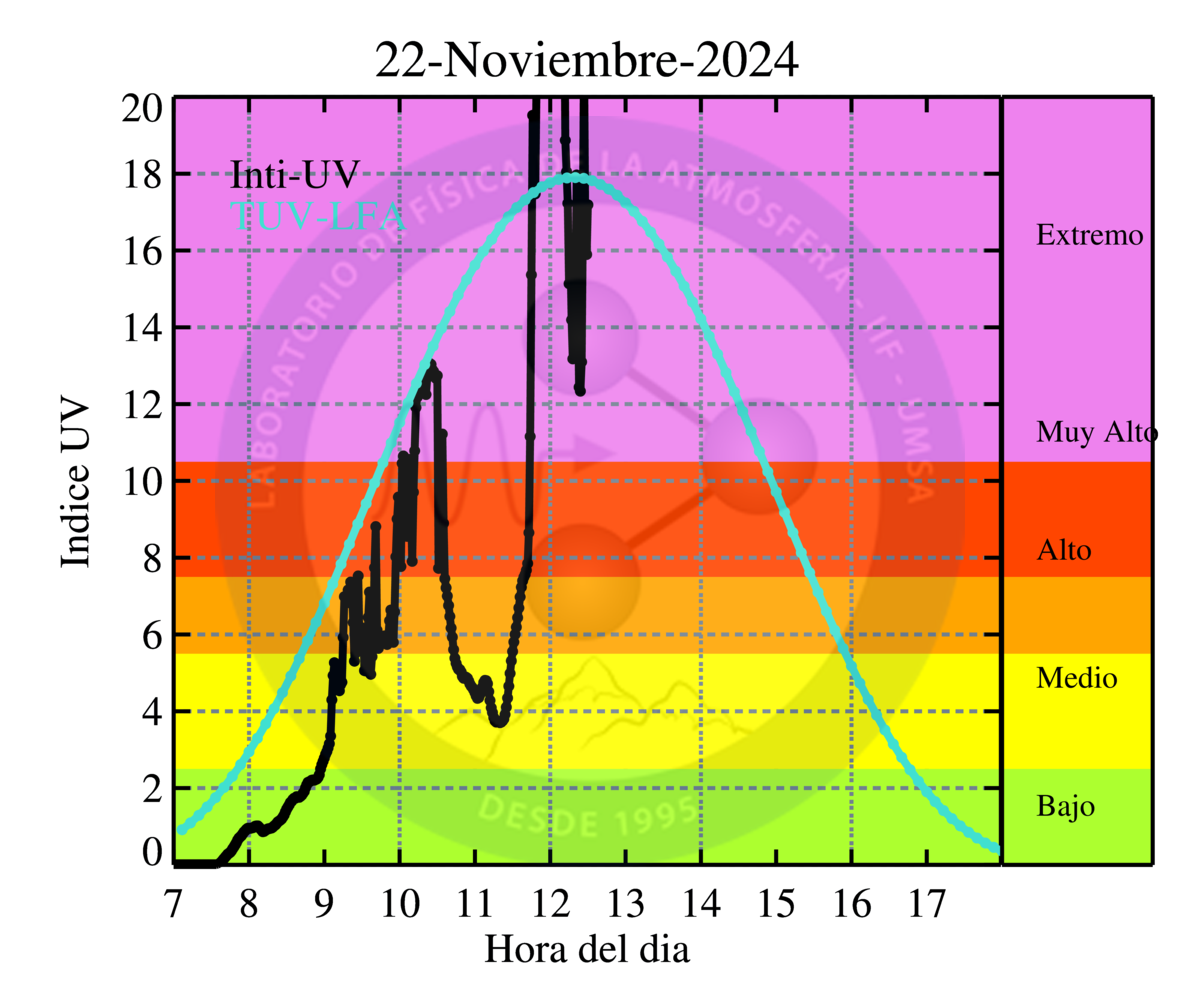 22-Noviembre-2024
20
18
16
14
12
10
8
6
4
2
0
Indice UV
Inti-UV
TUV-LFA
LABORATORIO DE FÍSICA DE LA ATMÓSFERA - IIF - UMSA
DESDE 1995
Extremo
Muy Alto
Alto
Medio
Bajo
7 8 9 10 11 12 13 14 15 16 17
Hora del dia